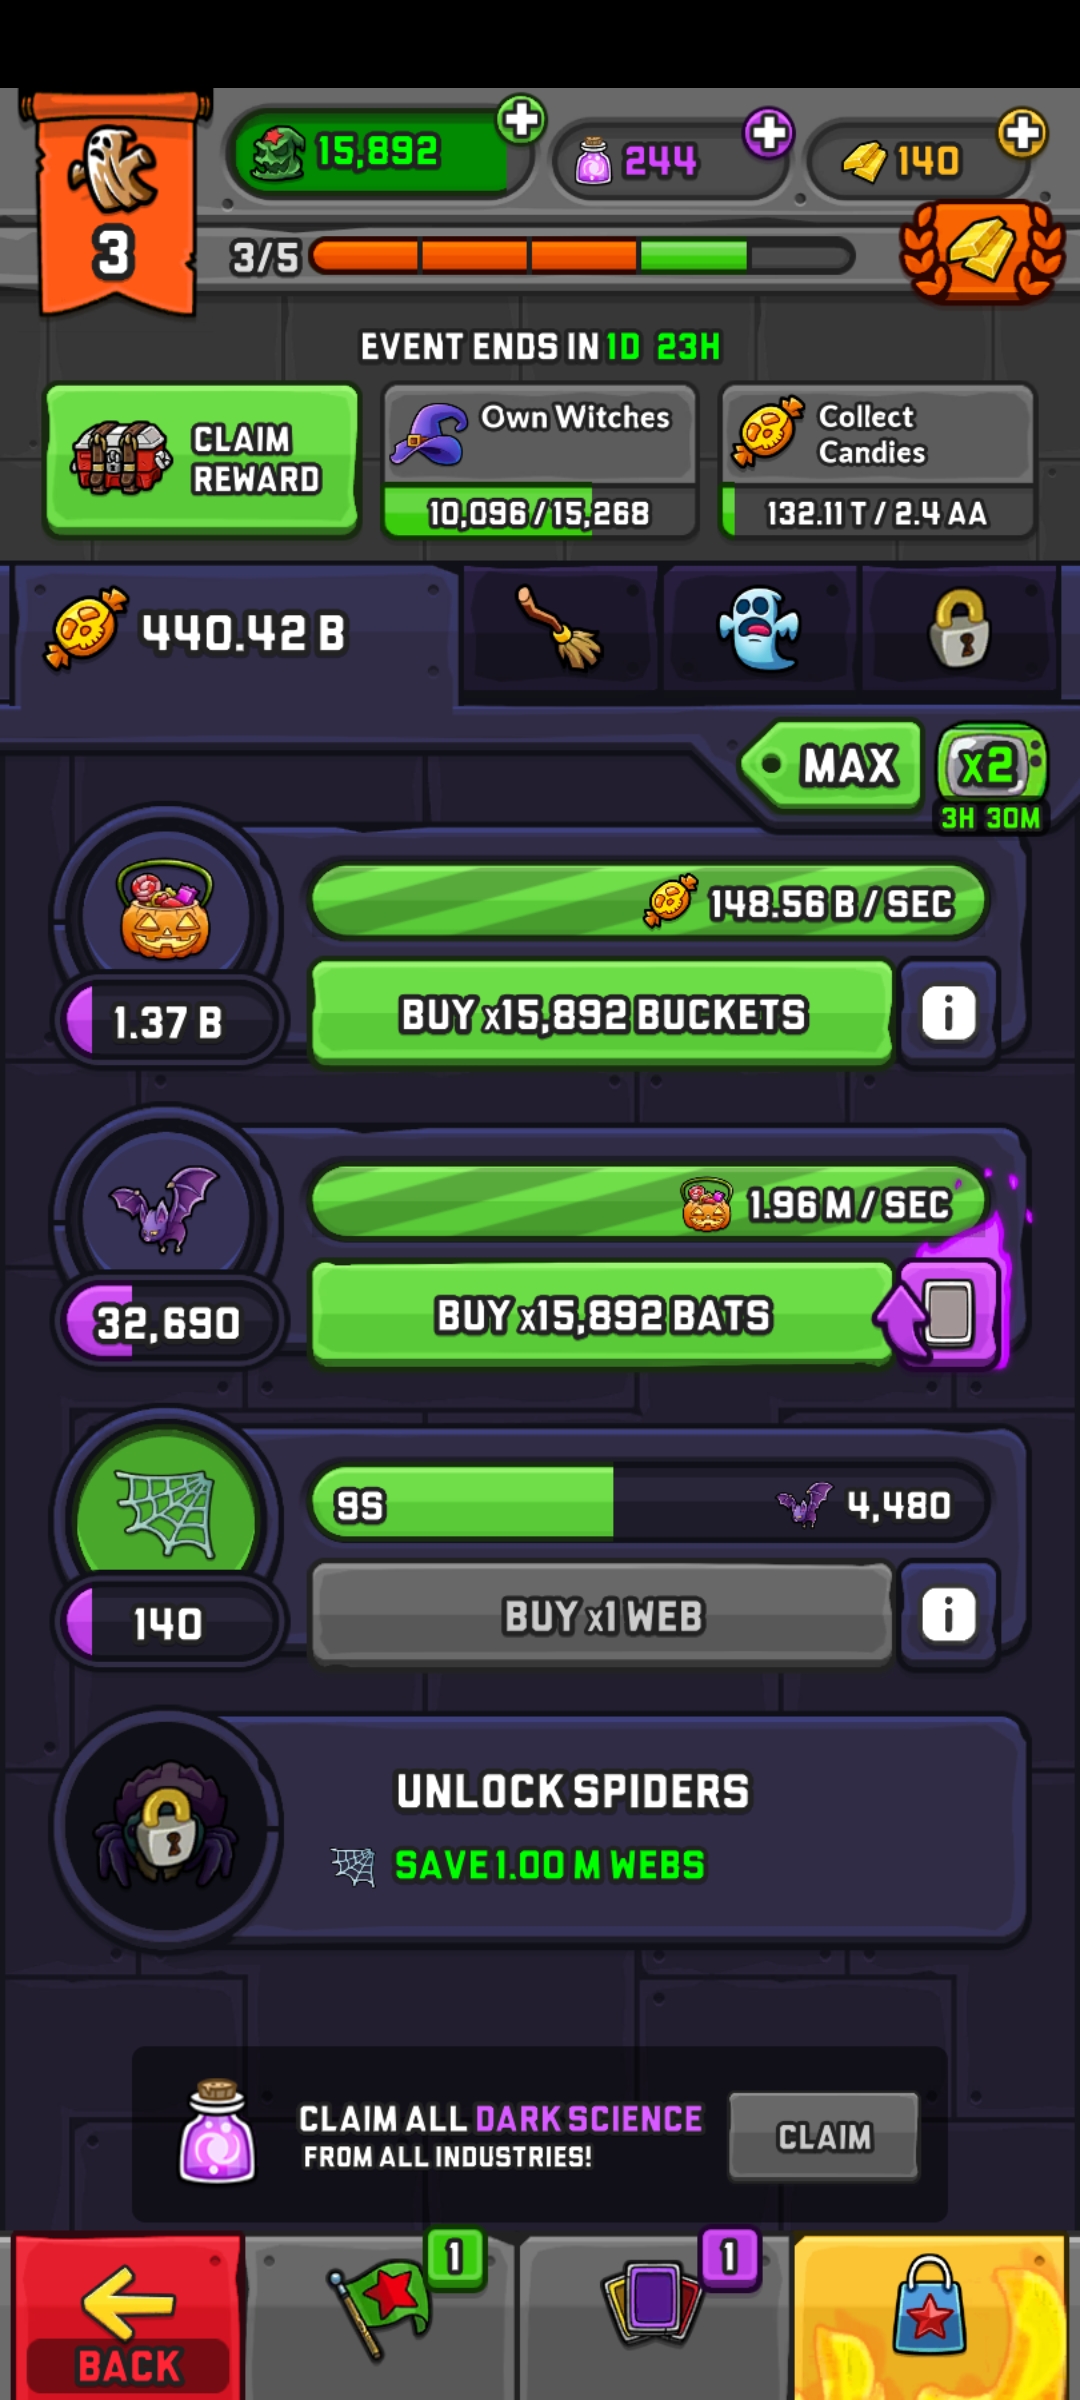 15,892
244
140
3
3/5
EVENT ENDS IN 1D 23H
CLAIM
REWARD
Own Witches
10,096/15,268
Collect
Candies
132.11 T / 2.4 AA
440.42 B
MAX
x2
3H 30M
148.56 B / SEC
1.37 B
BUY x15,892 BUCKETS
i
1.96 M / SEC
32,690
BUY x15,892 BATS
9S
4,480
140
BUY x1 WEB
i
UNLOCK SPIDERS
SAVE 1.00 M WEBS
CLAIM ALL DARK SCIENCE
FROM ALL INDUSTRIES!
CLAIM
1
1
BACK